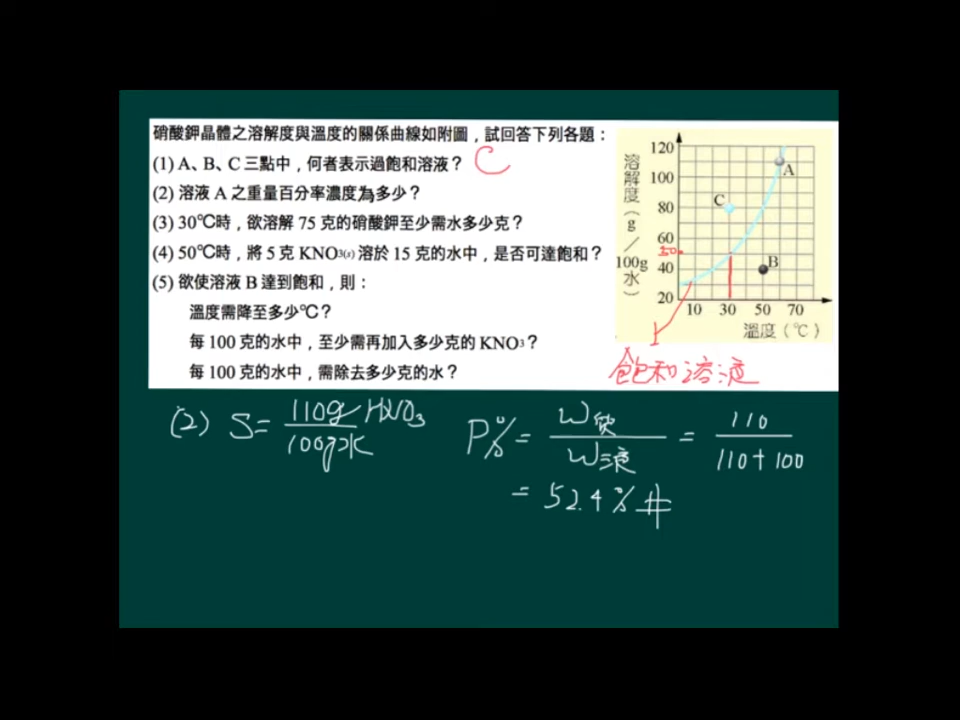 硝酸鉀晶體之溶解度與溫度的關係曲線如附圖，試回答下列各題：
(1) A、B、C 三點中，何者表示過飽和溶液？ C
(2) 溶液 A 之重量百分率濃度為多少？
(3) 30℃時，欲溶解 75 克的硝酸鉀至少需水多少克？
(4) 50℃時，將 5 克 KNO3(s) 溶於 15 克的水中，是否可達飽和？
(5) 欲使溶液 B 達到飽和，則：
溫度需降至多少℃？
每 100 克的水中，至少需再加入多少克的 KNO3？
每 100 克的水中，需除去多少克的水？
溶解度（g／100g水）
120
100
80
60
50
40
20
A
C
B
10 30 50 70
溫度（℃）
飽和溶液
(2) S= 110g HNO3 / 100g水
P% = W質 / W液 = 110 / 110+100
= 52.4% #